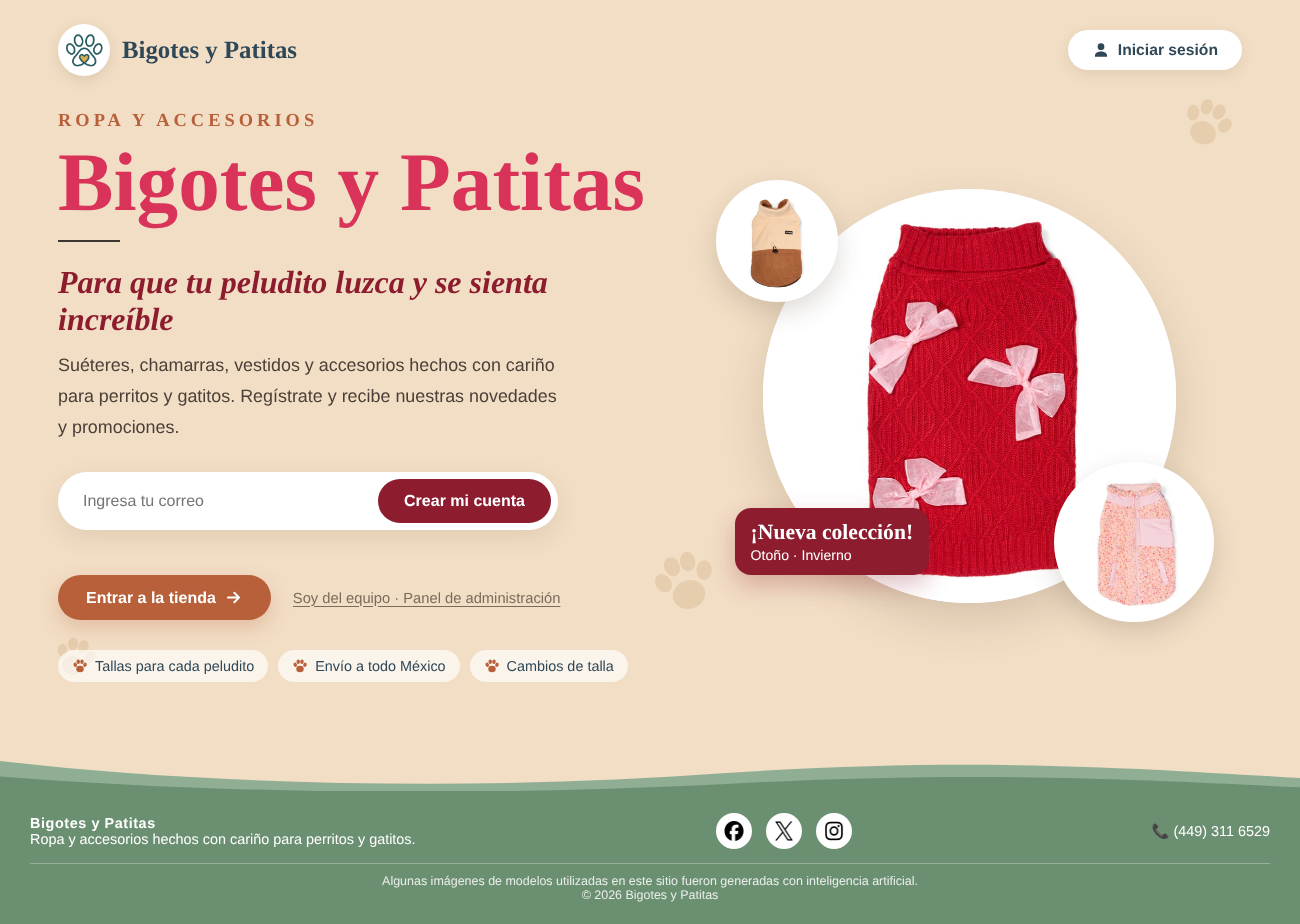 Bigotes y Patitas
Iniciar sesión
ROPA Y ACCESORIOS
Bigotes y Patitas
Para que tu peludito luzca y se sienta
increíble
Suéteres, chamarras, vestidos y accesorios hechos con cariño
para perritos y gatitos. Regístrate y recibe nuestras novedades
y promociones.
Ingresa tu correo
Crear mi cuenta
¡Nueva colección!
Otoño · Invierno
Entrar a la tienda
Soy del equipo · Panel de administración
Tallas para cada peludito
Envío a todo México
Cambios de talla
Bigotes y Patitas
Ropa y accesorios hechos con cariño para perritos y gatitos.
(449) 311 6529
Algunas imágenes de modelos utilizadas en este sitio fueron generadas con inteligencia artificial.
© 2026 Bigotes y Patitas